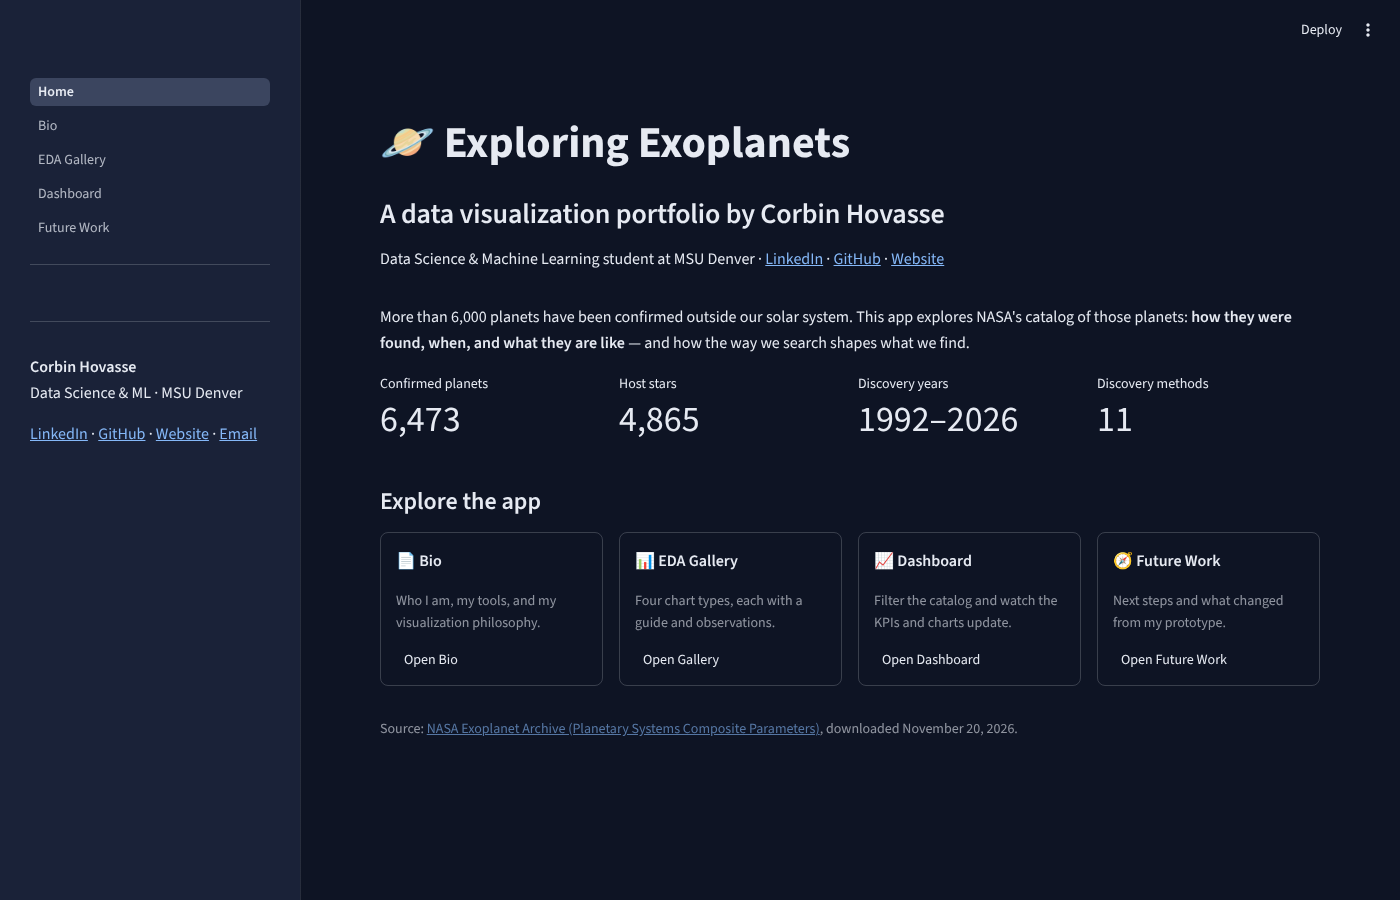 Deploy
Home
Bio
EDA Gallery
Dashboard
Future Work
Corbin Hovasse
Data Science & ML · MSU Denver
LinkedIn · GitHub · Website · Email
Exploring Exoplanets
A data visualization portfolio by Corbin Hovasse
Data Science & Machine Learning student at MSU Denver · LinkedIn · GitHub · Website
More than 6,000 planets have been confirmed outside our solar system. This app explores NASA's catalog of those planets: how they were
found, when, and what they are like — and how the way we search shapes what we find.
Confirmed planets
6,473
Host stars
4,865
Discovery years
1992–2026
Discovery methods
11
Explore the app
Bio
Who I am, my tools, and my
visualization philosophy.
Open Bio
EDA Gallery
Four chart types, each with a
guide and observations.
Open Gallery
Dashboard
Filter the catalog and watch the
KPIs and charts update.
Open Dashboard
Future Work
Next steps and what changed
from my prototype.
Open Future Work
Source: NASA Exoplanet Archive (Planetary Systems Composite Parameters), downloaded November 20, 2026.